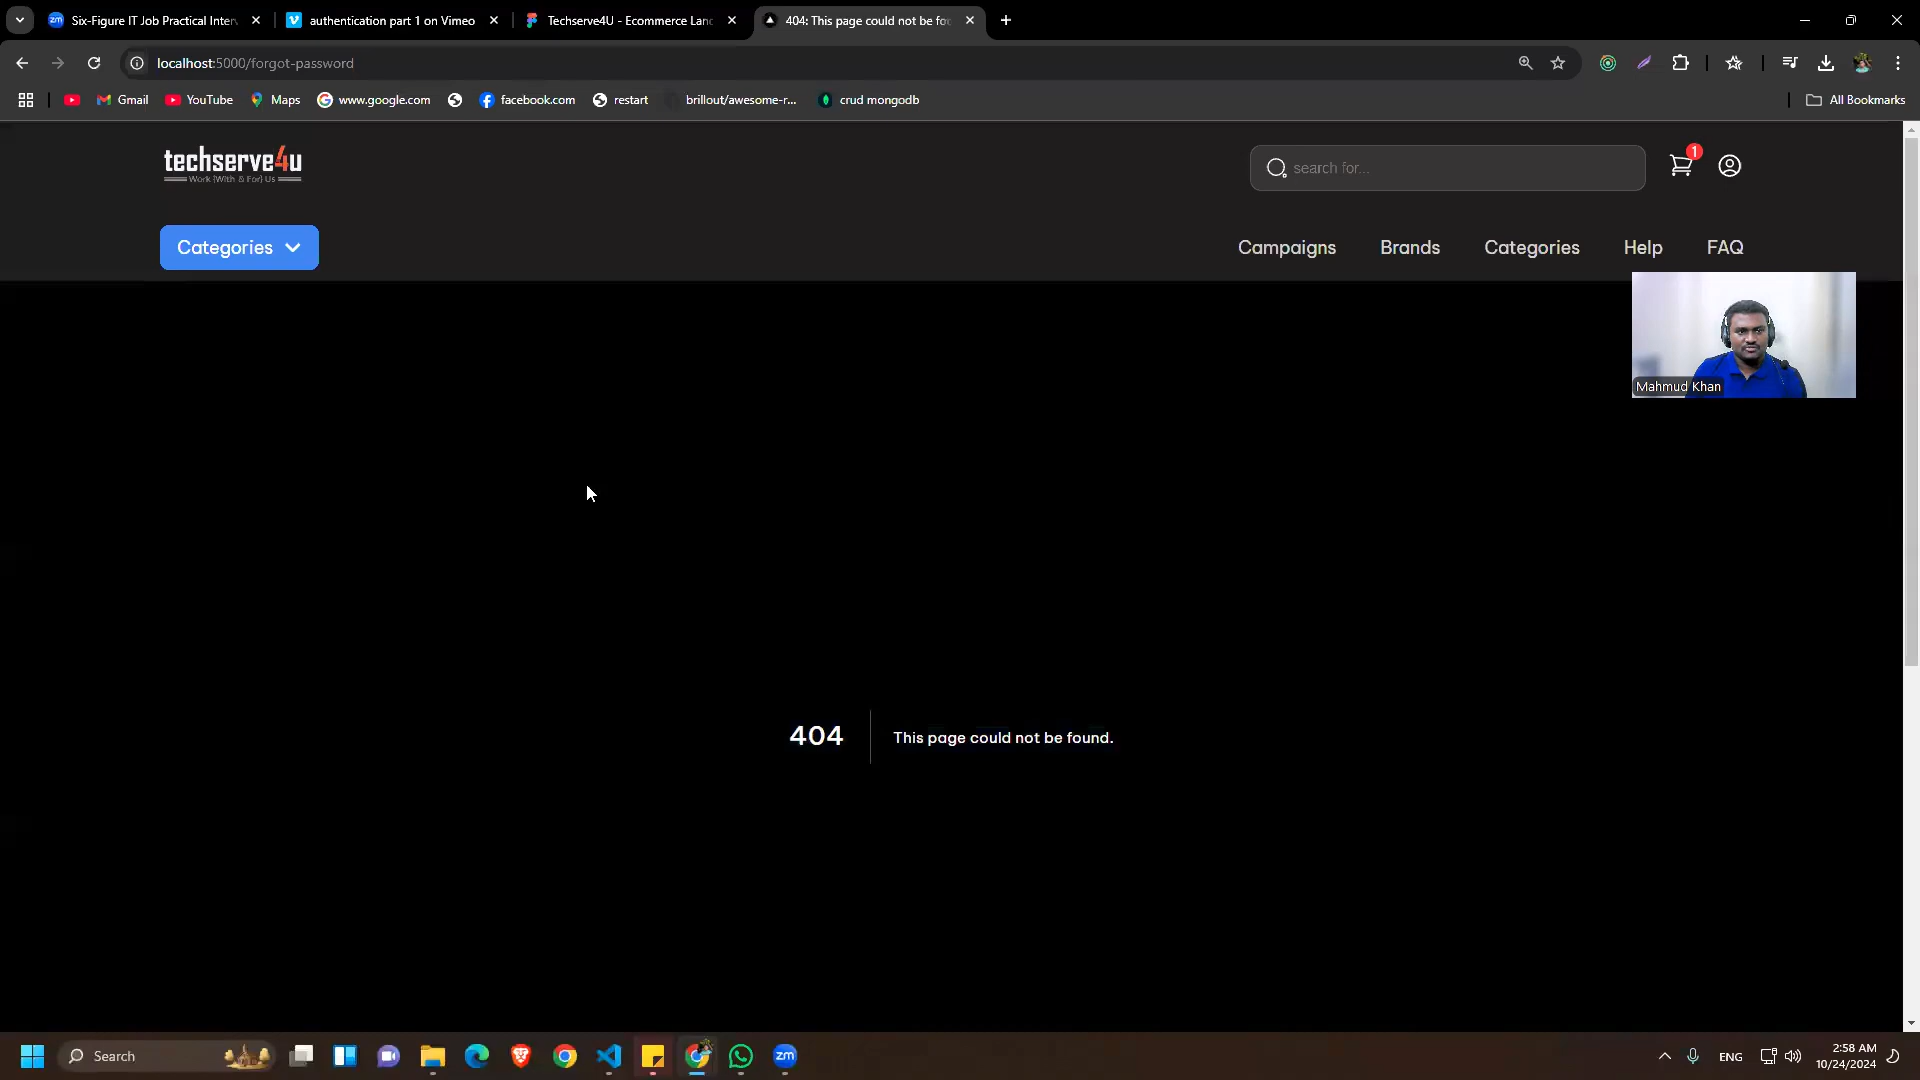 Six-Figure IT Job Practical Inter
authentication part 1 on Vimeo
Techserve4U - Ecommerce Lan
404: This page could not be fo
localhost:5000/forgot-password
Gmail
YouTube
Maps
www.google.com
facebook.com
restart
brillout/awesome-r...
crud mongodb
All Bookmarks
techserve4u
Work (With & For) Us
search for...
1
Categories
Campaigns
Brands
Categories
Help
FAQ
Mahmud Khan
404
This page could not be found.
Search
zm
ENG
2:58 AM
10/24/2024